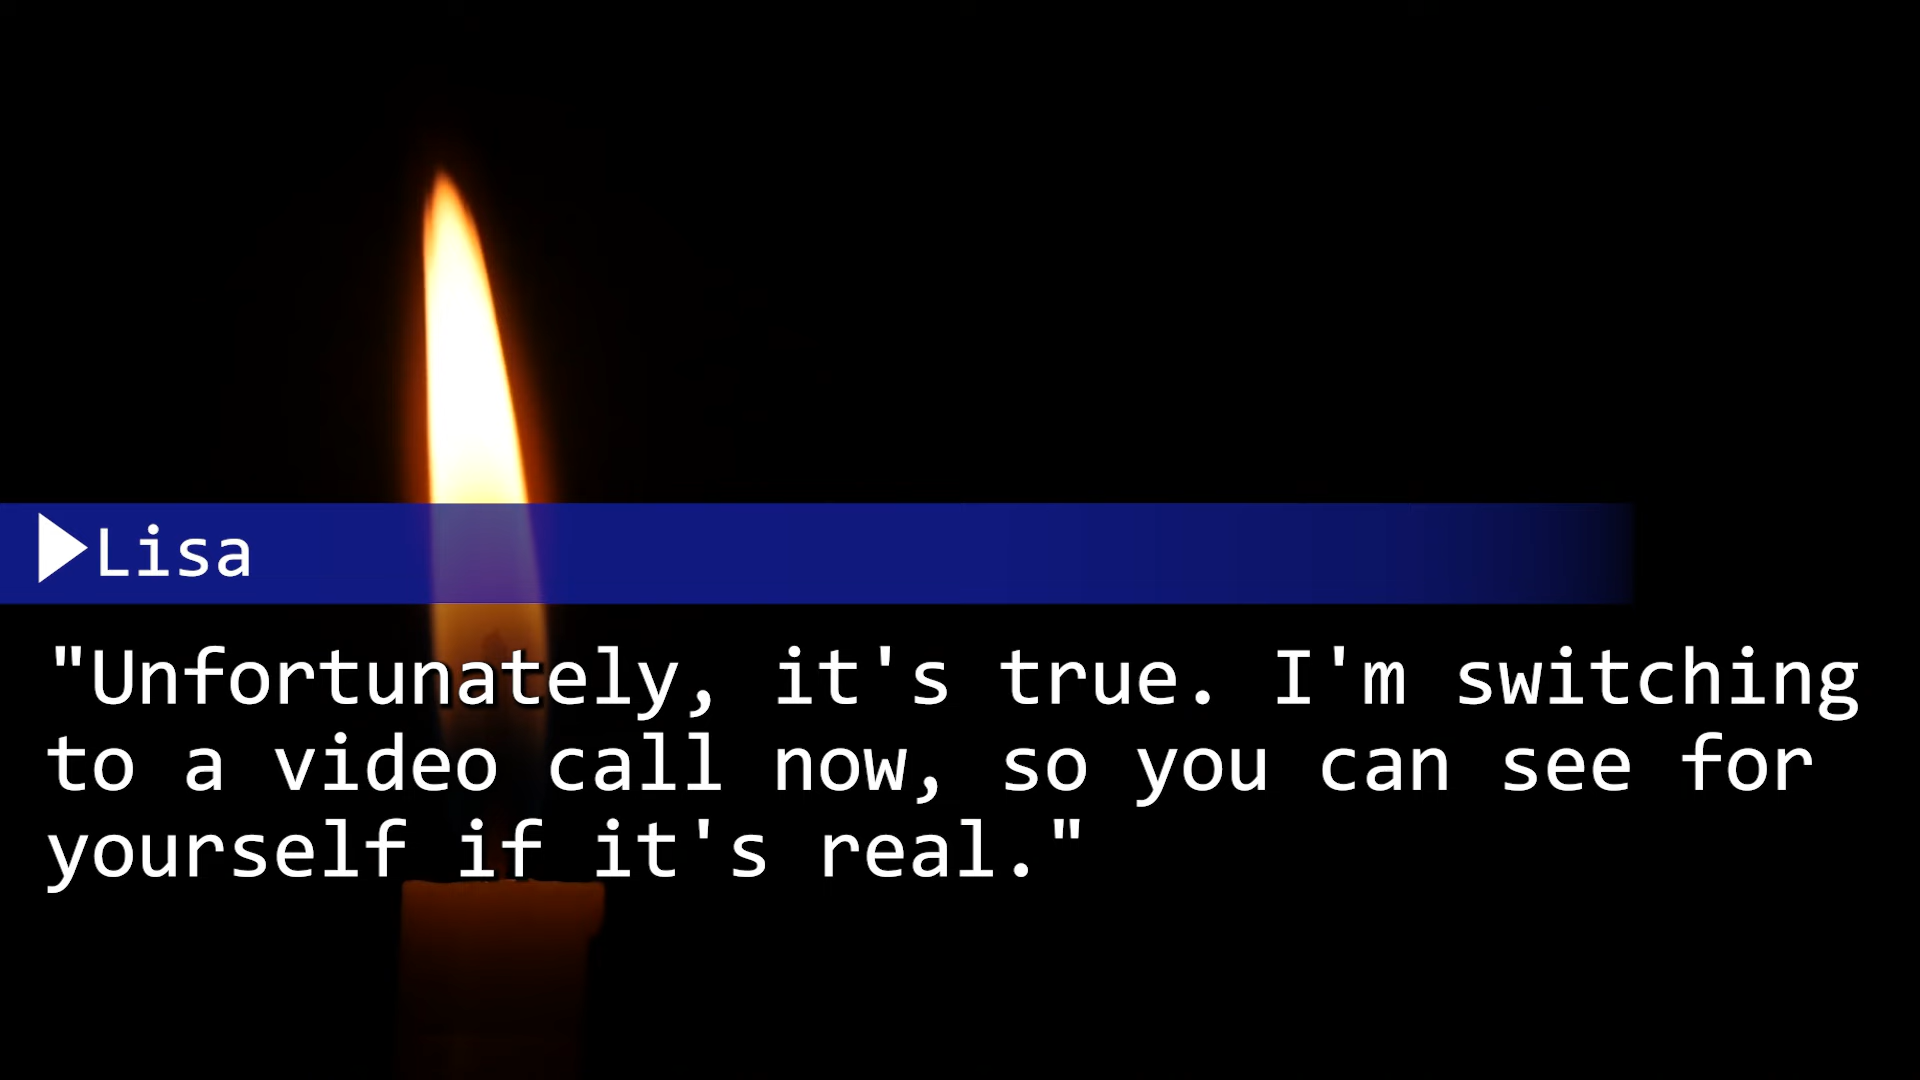 Lisa
"Unfortunately, it's true. I'm switching
to a video call now, so you can see for
yourself if it's real."